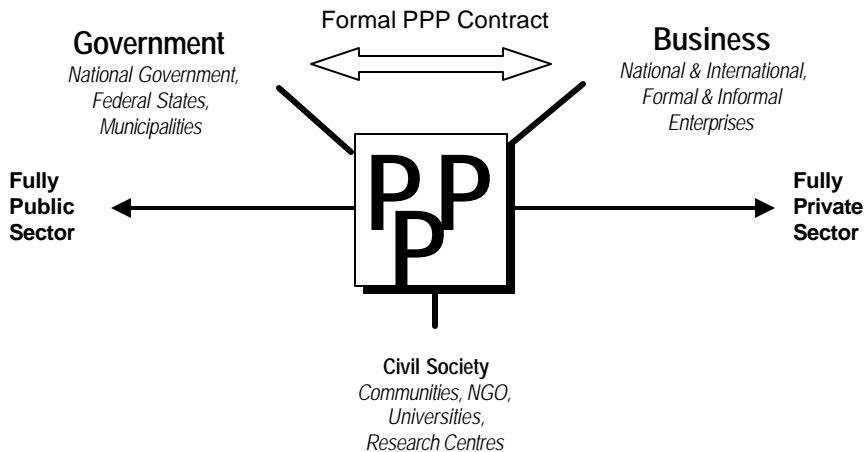 Formal PPP Contract
Government
National Government,
Federal States,
Municipalities
Business
National & International,
Formal & Informal
Enterprises
Fully
Public
Sector
PPP
Fully
Private
Sector
Civil Society
Communities, NGO,
Universities,
Research Centres